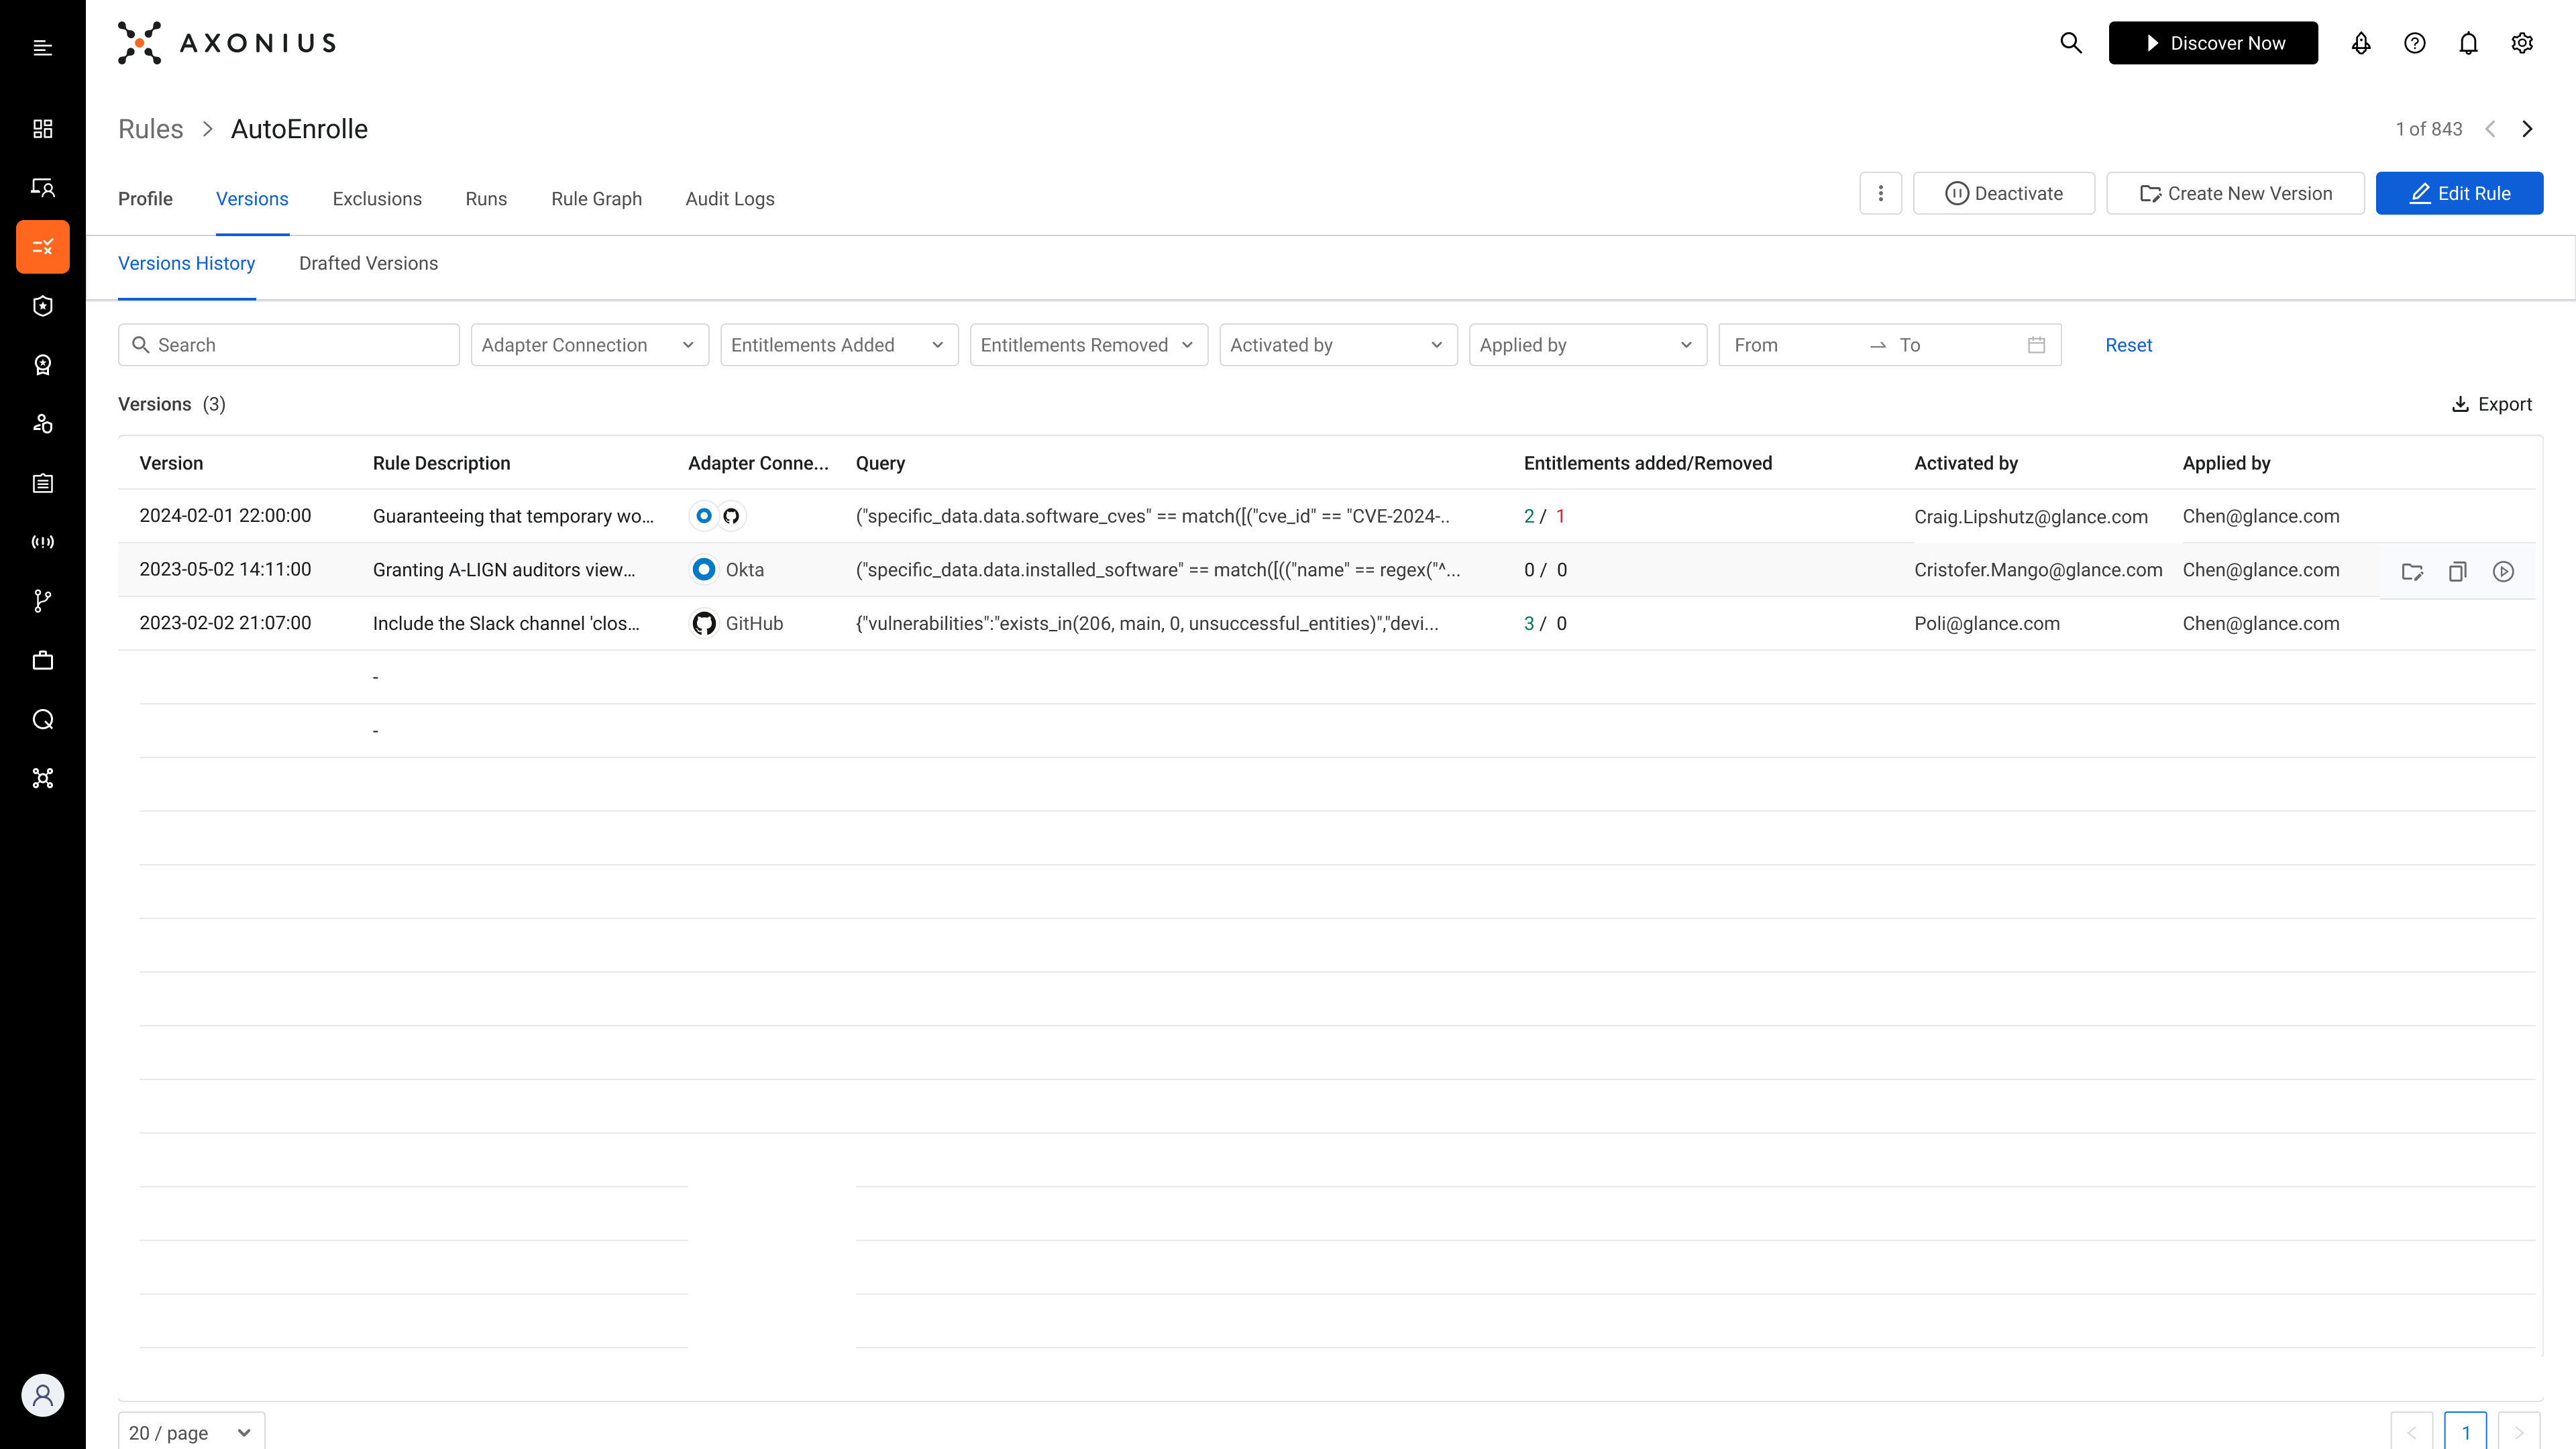 AXONIUS
Discover Now
Rules > AutoEnrolle
1 of 843
Profile Versions Exclusions Runs Rule Graph Audit Logs
Deactivate Create New Version Edit Rule
Versions History Drafted Versions
Search Adapter Connection Entitlements Added Entitlements Removed Activated by Applied by From → To Reset
Versions (3)
Export
Version Rule Description Adapter Conne... Query Entitlements added/Removed Activated by Applied by
2024-02-01 22:00:00 Guaranteeing that temporary wo... ("specific_data.data.software_cves" == match([("cve_id" == "CVE-2024-.. 2 / 1 Craig.Lipshutz@glance.com Chen@glance.com
2023-05-02 14:11:00 Granting A-LIGN auditors view... Okta ("specific_data.data.installed_software" == match([(("name" == regex("^... 0 / 0 Cristofer.Mango@glance.com Chen@glance.com
2023-02-02 21:07:00 Include the Slack channel 'clos... GitHub {"vulnerabilities":"exists_in(206, main, 0, unsuccessful_entities)","devi... 3 / 0 Poli@glance.com Chen@glance.com
-
-
20 / page
< 1 >